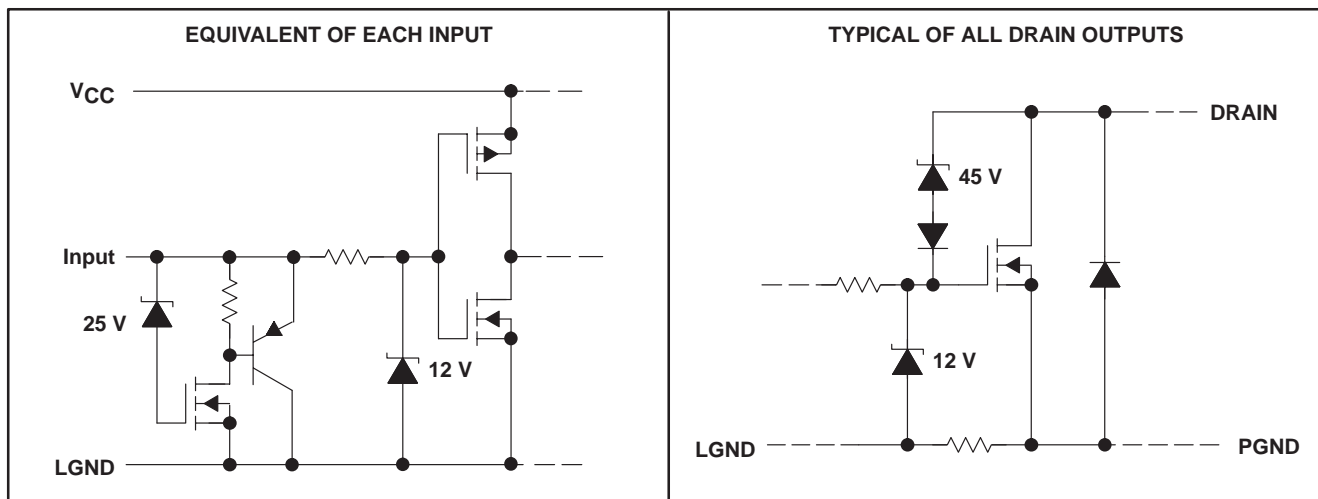 EQUIVALENT OF EACH INPUT
VCC
Input
25 V
12 V
LGND
TYPICAL OF ALL DRAIN OUTPUTS
DRAIN
45 V
12 V
LGND
PGND